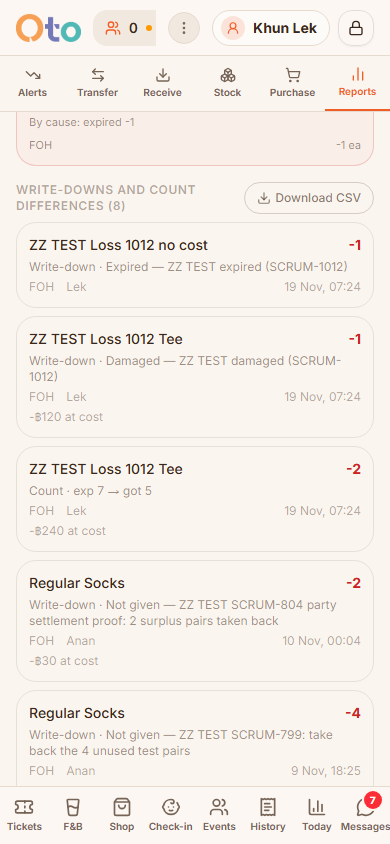 Oto
0
Khun Lek
Alerts
Transfer
Receive
Stock
Purchase
Reports
By cause: expired -1
FOH -1 ea
WRITE-DOWNS AND COUNT
DIFFERENCES (8)
Download CSV
ZZ TEST Loss 1012 no cost -1
Write-down · Expired — ZZ TEST expired (SCRUM-1012)
FOH Lek 19 Nov, 07:24
ZZ TEST Loss 1012 Tee -1
Write-down · Damaged — ZZ TEST damaged (SCRUM-
1012)
FOH Lek 19 Nov, 07:24
-฿120 at cost
ZZ TEST Loss 1012 Tee -2
Count · exp 7 → got 5
FOH Lek 19 Nov, 07:24
-฿240 at cost
Regular Socks -2
Write-down · Not given — ZZ TEST SCRUM-804 party
settlement proof: 2 surplus pairs taken back
FOH Anan 10 Nov, 00:04
-฿30 at cost
Regular Socks -4
Write-down · Not given — ZZ TEST SCRUM-799: take
back the 4 unused test pairs
FOH Anan 9 Nov, 18:25
7
Tickets
F&B
Shop
Check-in
Events
History
Today
Messages